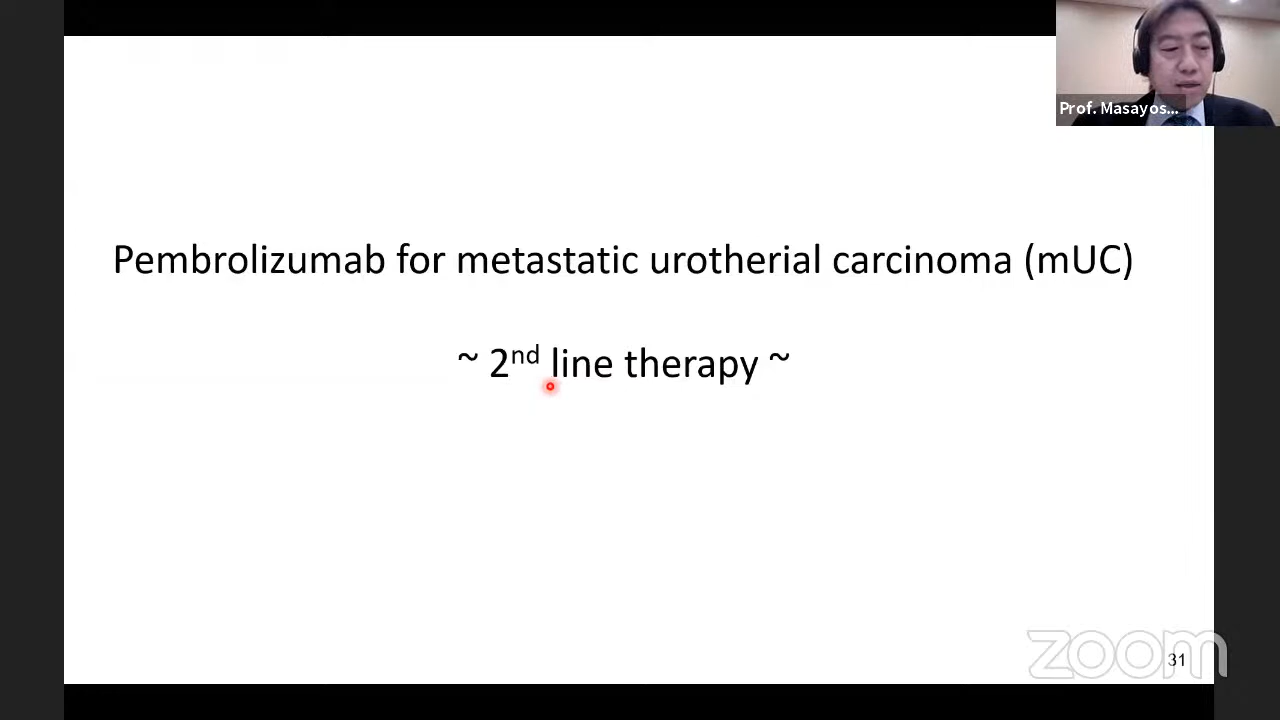 Prof. Masayos...
Pembrolizumab for metastatic urotherial carcinoma (mUC)
~ 2nd line therapy ~
zoom
31